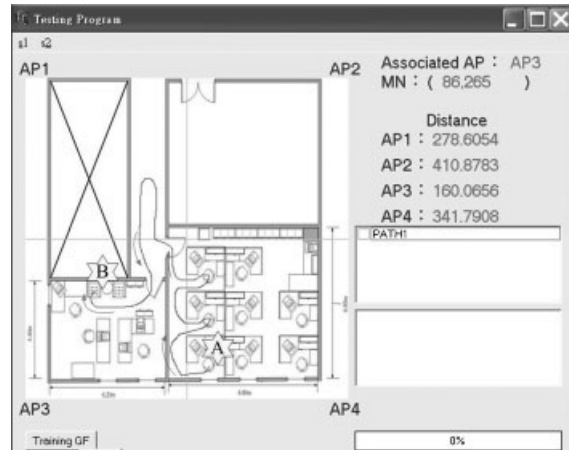 Testing Program
s1 s2
AP1
AP2
Associated AP : AP3
MN : ( 86,265 )
Distance
AP1 : 278.6054
AP2 : 410.8783
AP3 : 160.0656
AP4 : 341.7908
PATH1
B
A
AP3
AP4
Training GF
0%